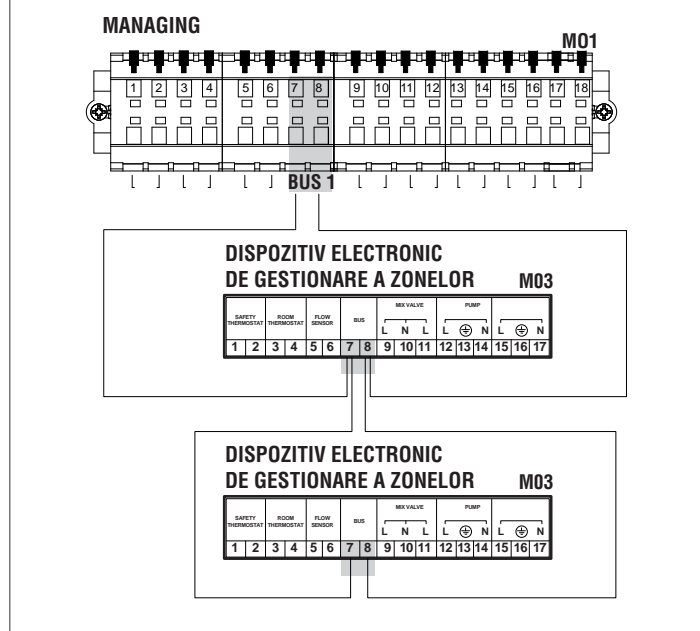 MANAGING
M01
1 2 3 4 5 6 7 8 9 10 11 12 13 14 15 16 17 18
BUS 1
DISPOZITIV ELECTRONIC
DE GESTIONARE A ZONELOR M03
SAFETY THERMOSTAT ROOM THERMOSTAT FLOW SENSOR BUS MIX VALVE PUMP
L N L L N L N
1 2 3 4 5 6 7 8 9 10 11 12 13 14 15 16 17
DISPOZITIV ELECTRONIC
DE GESTIONARE A ZONELOR M03
SAFETY THERMOSTAT ROOM THERMOSTAT FLOW SENSOR BUS MIX VALVE PUMP
L N L L N L N
1 2 3 4 5 6 7 8 9 10 11 12 13 14 15 16 17